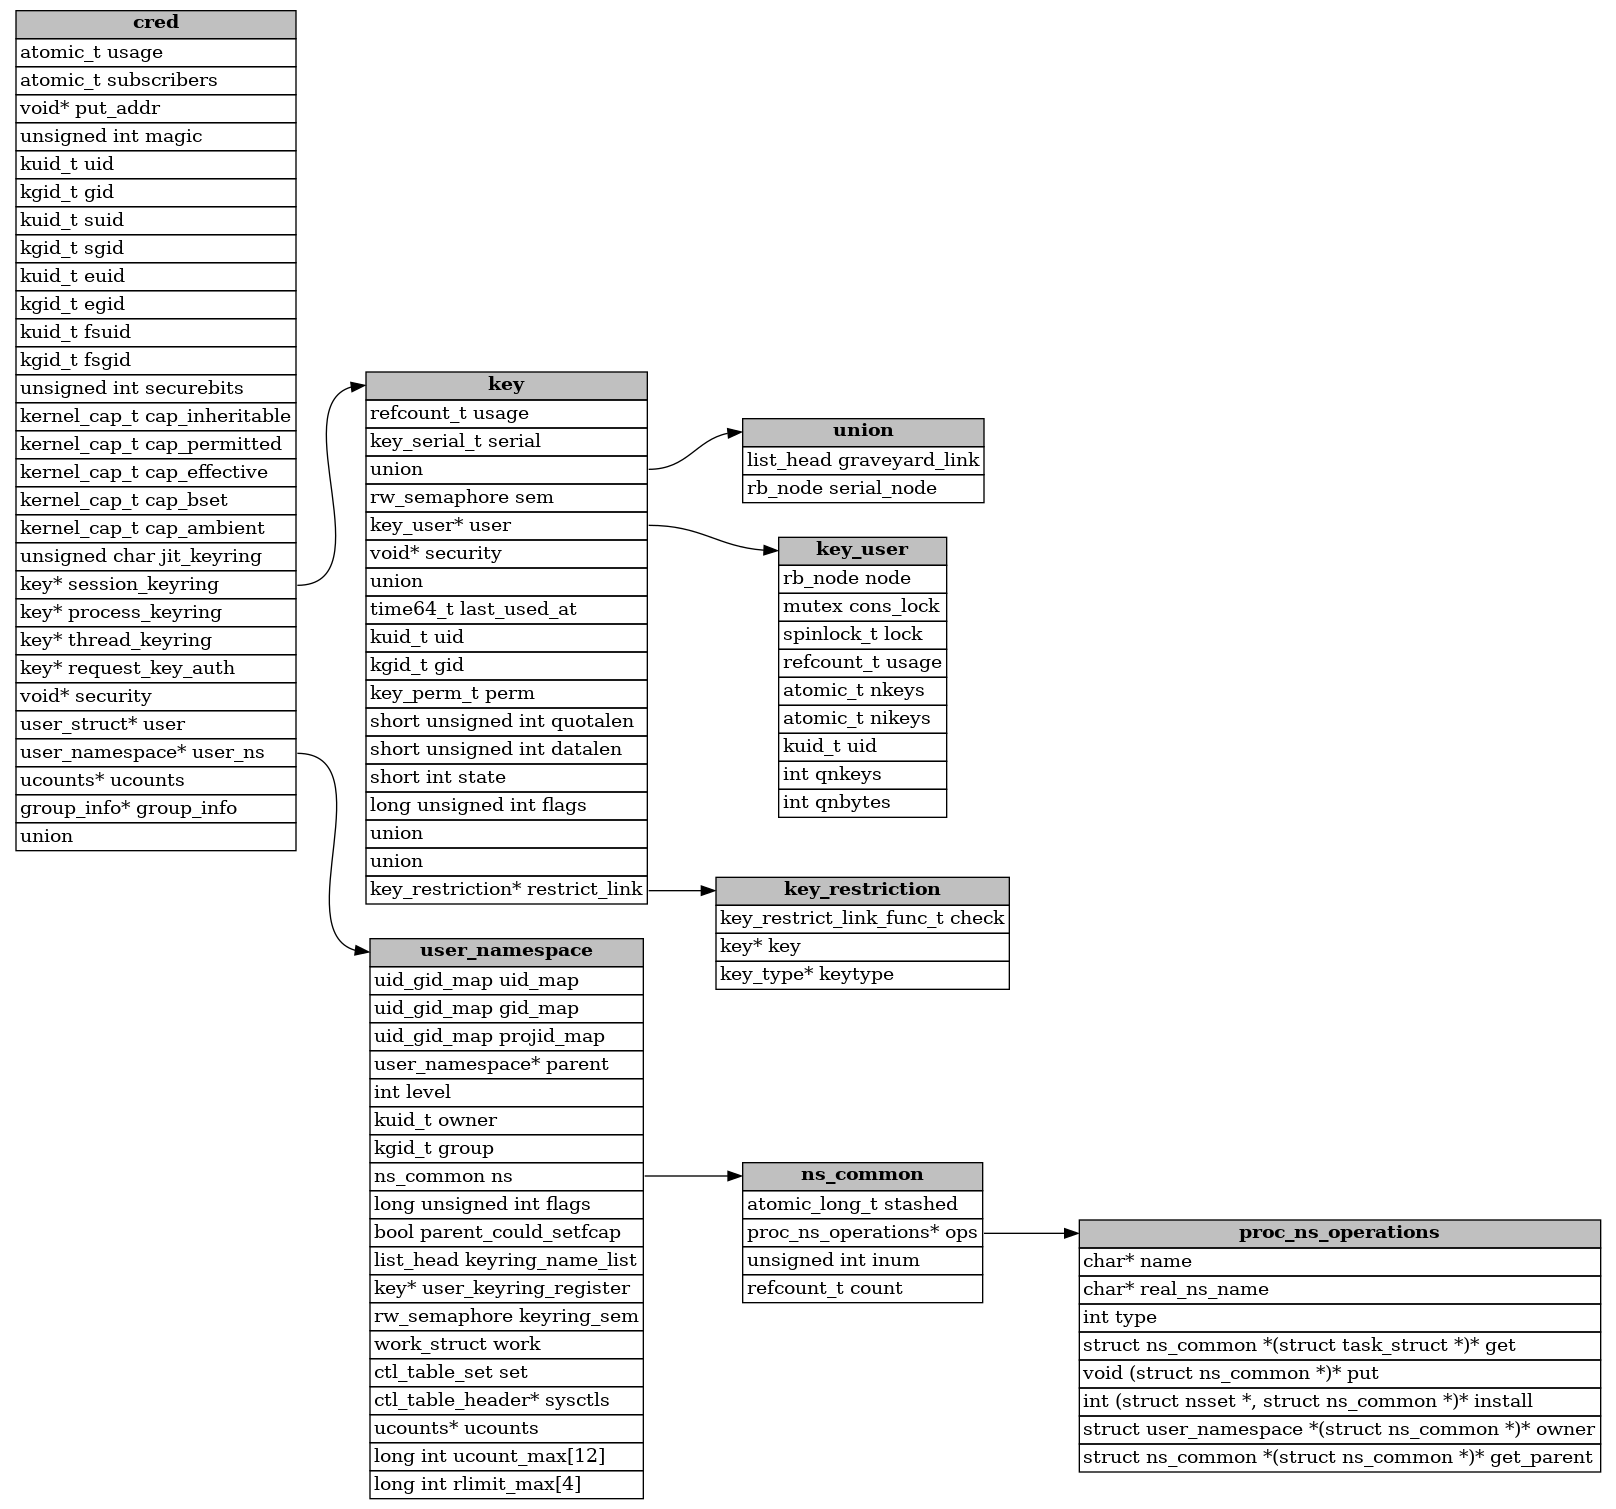 cred
atomic_t usage
atomic_t subscribers
void* put_addr
unsigned int magic
kuid_t uid
kgid_t gid
kuid_t suid
kgid_t sgid
kuid_t euid
kgid_t egid
kuid_t fsuid
kgid_t fsgid
unsigned int securebits
kernel_cap_t cap_inheritable
kernel_cap_t cap_permitted
kernel_cap_t cap_effective
kernel_cap_t cap_bset
kernel_cap_t cap_ambient
unsigned char jit_keyring
key* session_keyring
key* process_keyring
key* thread_keyring
key* request_key_auth
void* security
user_struct* user
user_namespace* user_ns
ucounts* ucounts
group_info* group_info
union
key
refcount_t usage
key_serial_t serial
union
rw_semaphore sem
key_user* user
void* security
union
time64_t last_used_at
kuid_t uid
kgid_t gid
key_perm_t perm
short unsigned int quotalen
short unsigned int datalen
short int state
long unsigned int flags
union
union
key_restriction* restrict_link
union
list_head graveyard_link
rb_node serial_node
key_user
rb_node node
mutex cons_lock
spinlock_t lock
refcount_t usage
atomic_t nkeys
atomic_t nikeys
kuid_t uid
int qnkeys
int qnbytes
key_restriction
key_restrict_link_func_t check
key* key
key_type* keytype
user_namespace
uid_gid_map uid_map
uid_gid_map gid_map
uid_gid_map projid_map
user_namespace* parent
int level
kuid_t owner
kgid_t group
ns_common ns
long unsigned int flags
bool parent_could_setfcap
list_head keyring_name_list
key* user_keyring_register
rw_semaphore keyring_sem
work_struct work
ctl_table_set set
ctl_table_header* sysctls
ucounts* ucounts
long int ucount_max[12]
long int rlimit_max[4]
ns_common
atomic_long_t stashed
proc_ns_operations* ops
unsigned int inum
refcount_t count
proc_ns_operations
char* name
char* real_ns_name
int type
struct ns_common *(struct task_struct *)* get
void (struct ns_common *)* put
int (struct nsset *, struct ns_common *)* install
struct user_namespace *(struct ns_common *)* owner
struct ns_common *(struct ns_common *)* get_parent